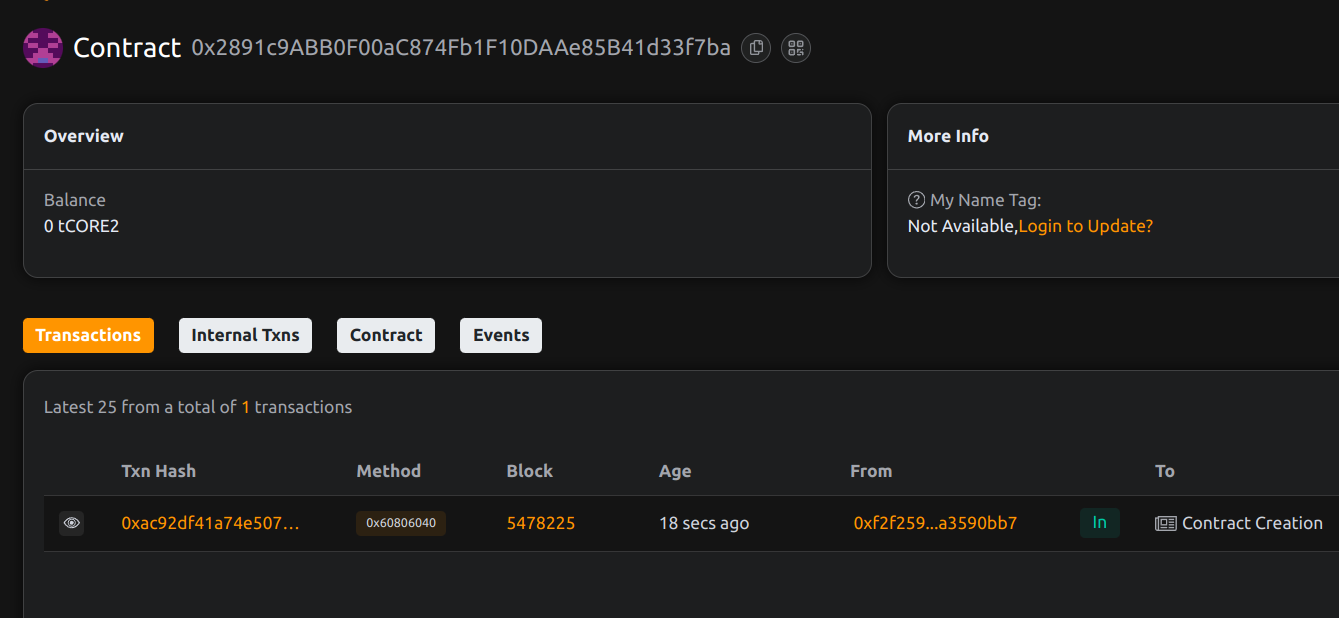 Contract 0x2891c9ABB0F00aC874Fb1F10DAAe85B41d33f7ba
Overview
More Info
Balance
0 tCORE2
My Name Tag:
Not Available,Login to Update?
Transactions
Internal Txns
Contract
Events
Latest 25 from a total of 1 transactions
Txn Hash Method Block Age From To
0xac92df41a74e507... 0x60806040 5478225 18 secs ago 0xf2f259...a3590bb7 In Contract Creation